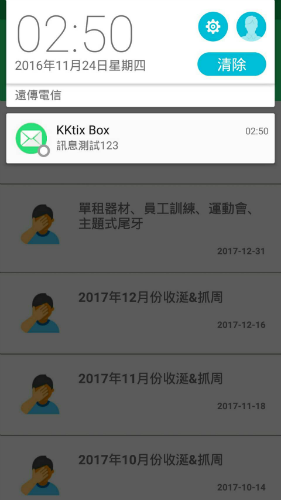 02:50
2016年11月24日星期四
清除
遠傳電信
KKtix Box
02:50
訊息測試123
單租器材、員工訓練、運動會、
主題式尾牙
2017-12-31
2017年12月份收涎&抓周
2017-12-16
2017年11月份收涎&抓周
2017-11-18
2017年10月份收涎&抓周
2017-10-14